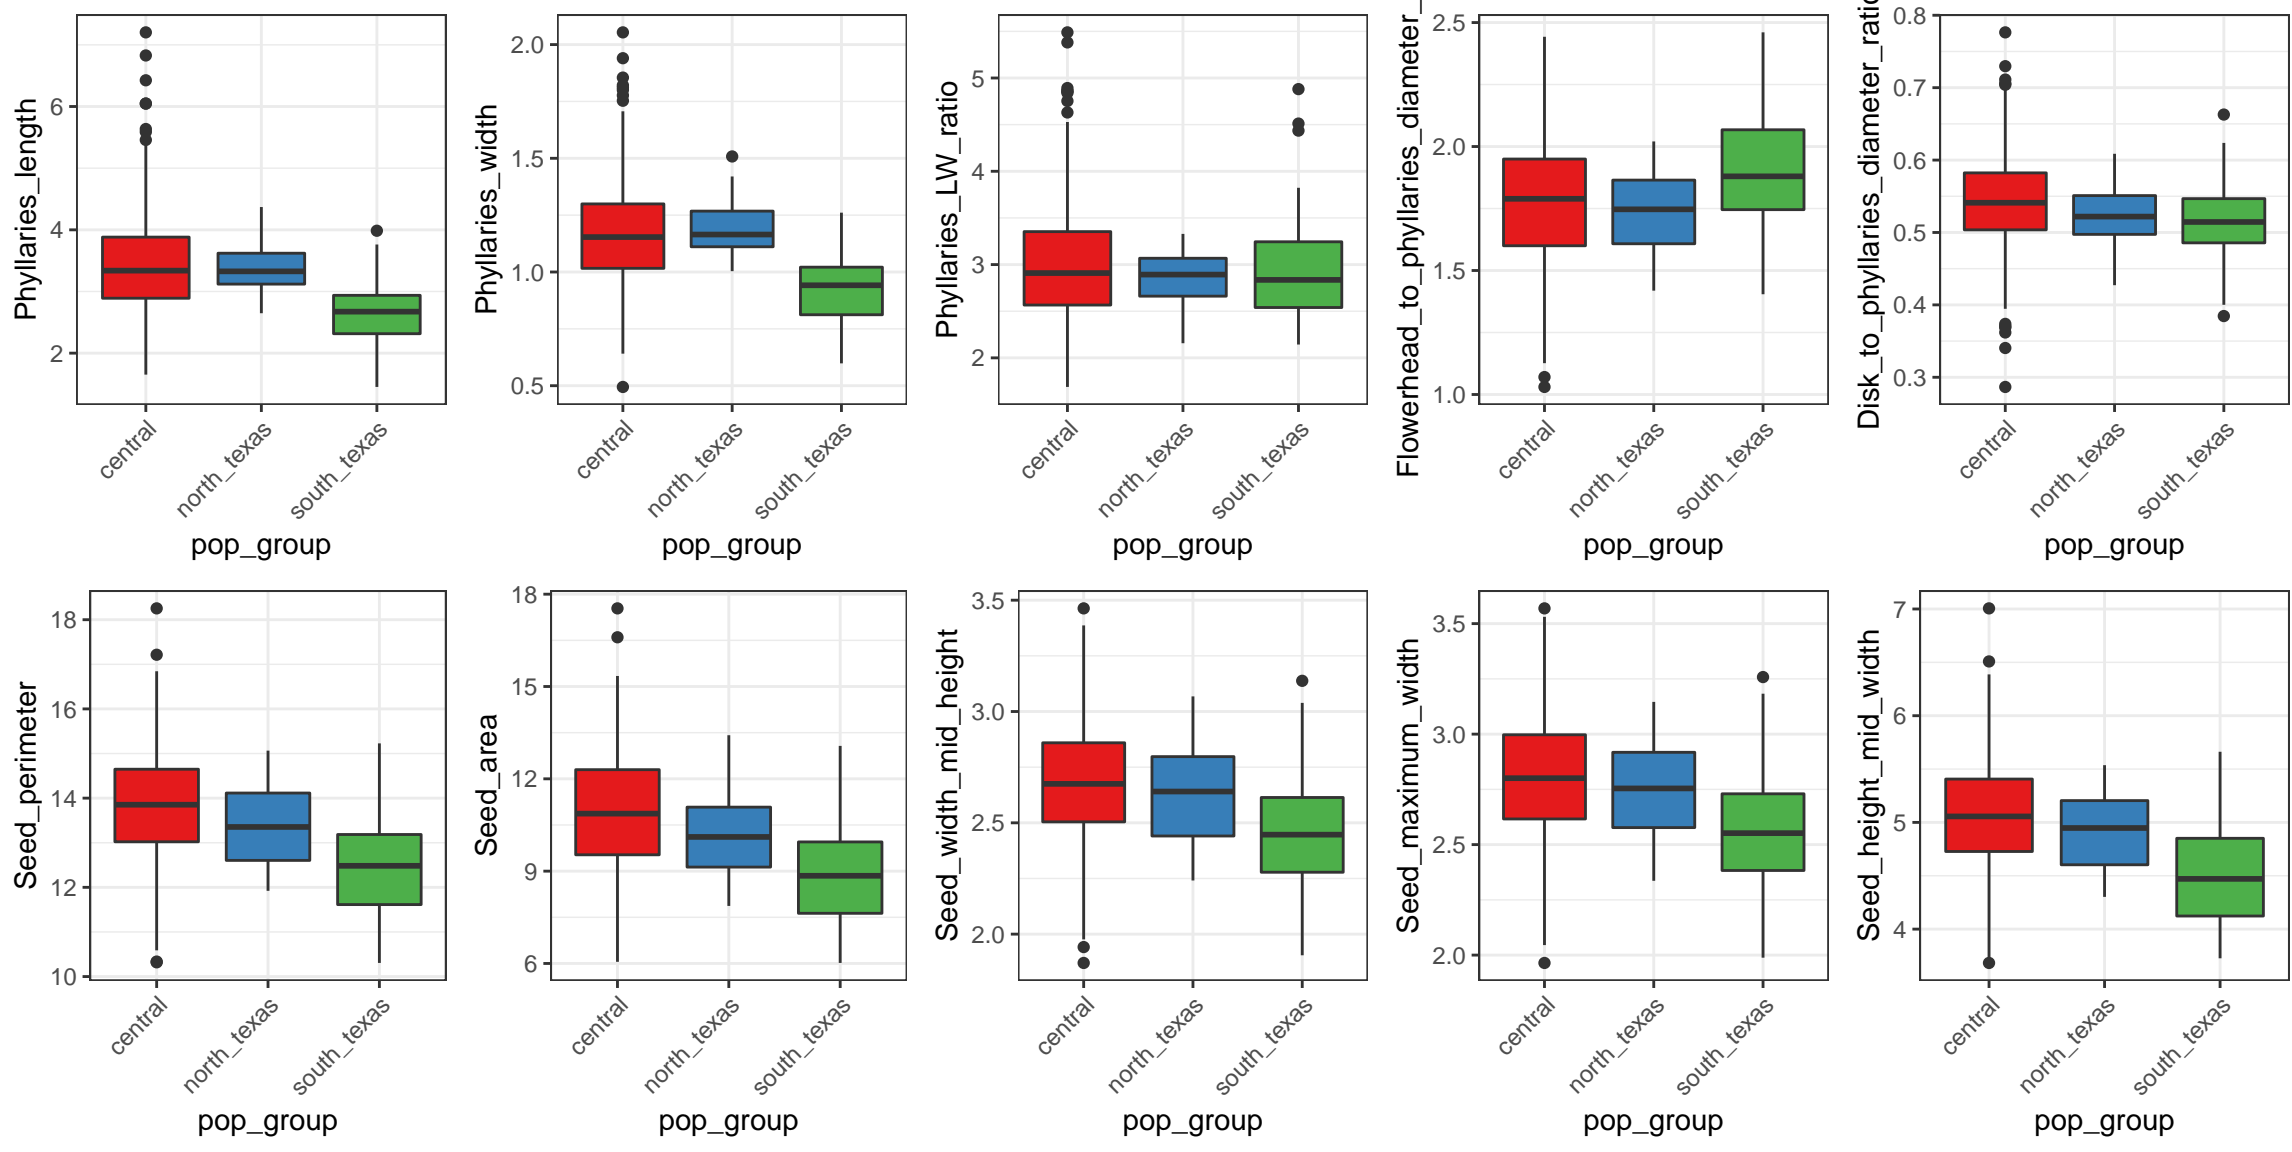 Phyllaries_length
6
4
2
central
north_texas
south_texas
pop_group
Phyllaries_width
2.0
1.5
1.0
0.5
central
north_texas
south_texas
pop_group
Phyllaries_LW_ratio
5
4
3
2
central
north_texas
south_texas
pop_group
Flowerhead_to_phyllaries_diameter_
2.5
2.0
1.5
1.0
central
north_texas
south_texas
pop_group
Disk_to_phyllaries_diameter_ratio
0.8
0.7
0.6
0.5
0.4
0.3
central
north_texas
south_texas
pop_group
Seed_perimeter
18
16
14
12
10
central
north_texas
south_texas
pop_group
Seed_area
18
15
12
9
6
central
north_texas
south_texas
pop_group
Seed_width_mid_height
3.5
3.0
2.5
2.0
central
north_texas
south_texas
pop_group
Seed_maximum_width
3.5
3.0
2.5
2.0
central
north_texas
south_texas
pop_group
Seed_height_mid_width
7
6
5
4
central
north_texas
south_texas
pop_group